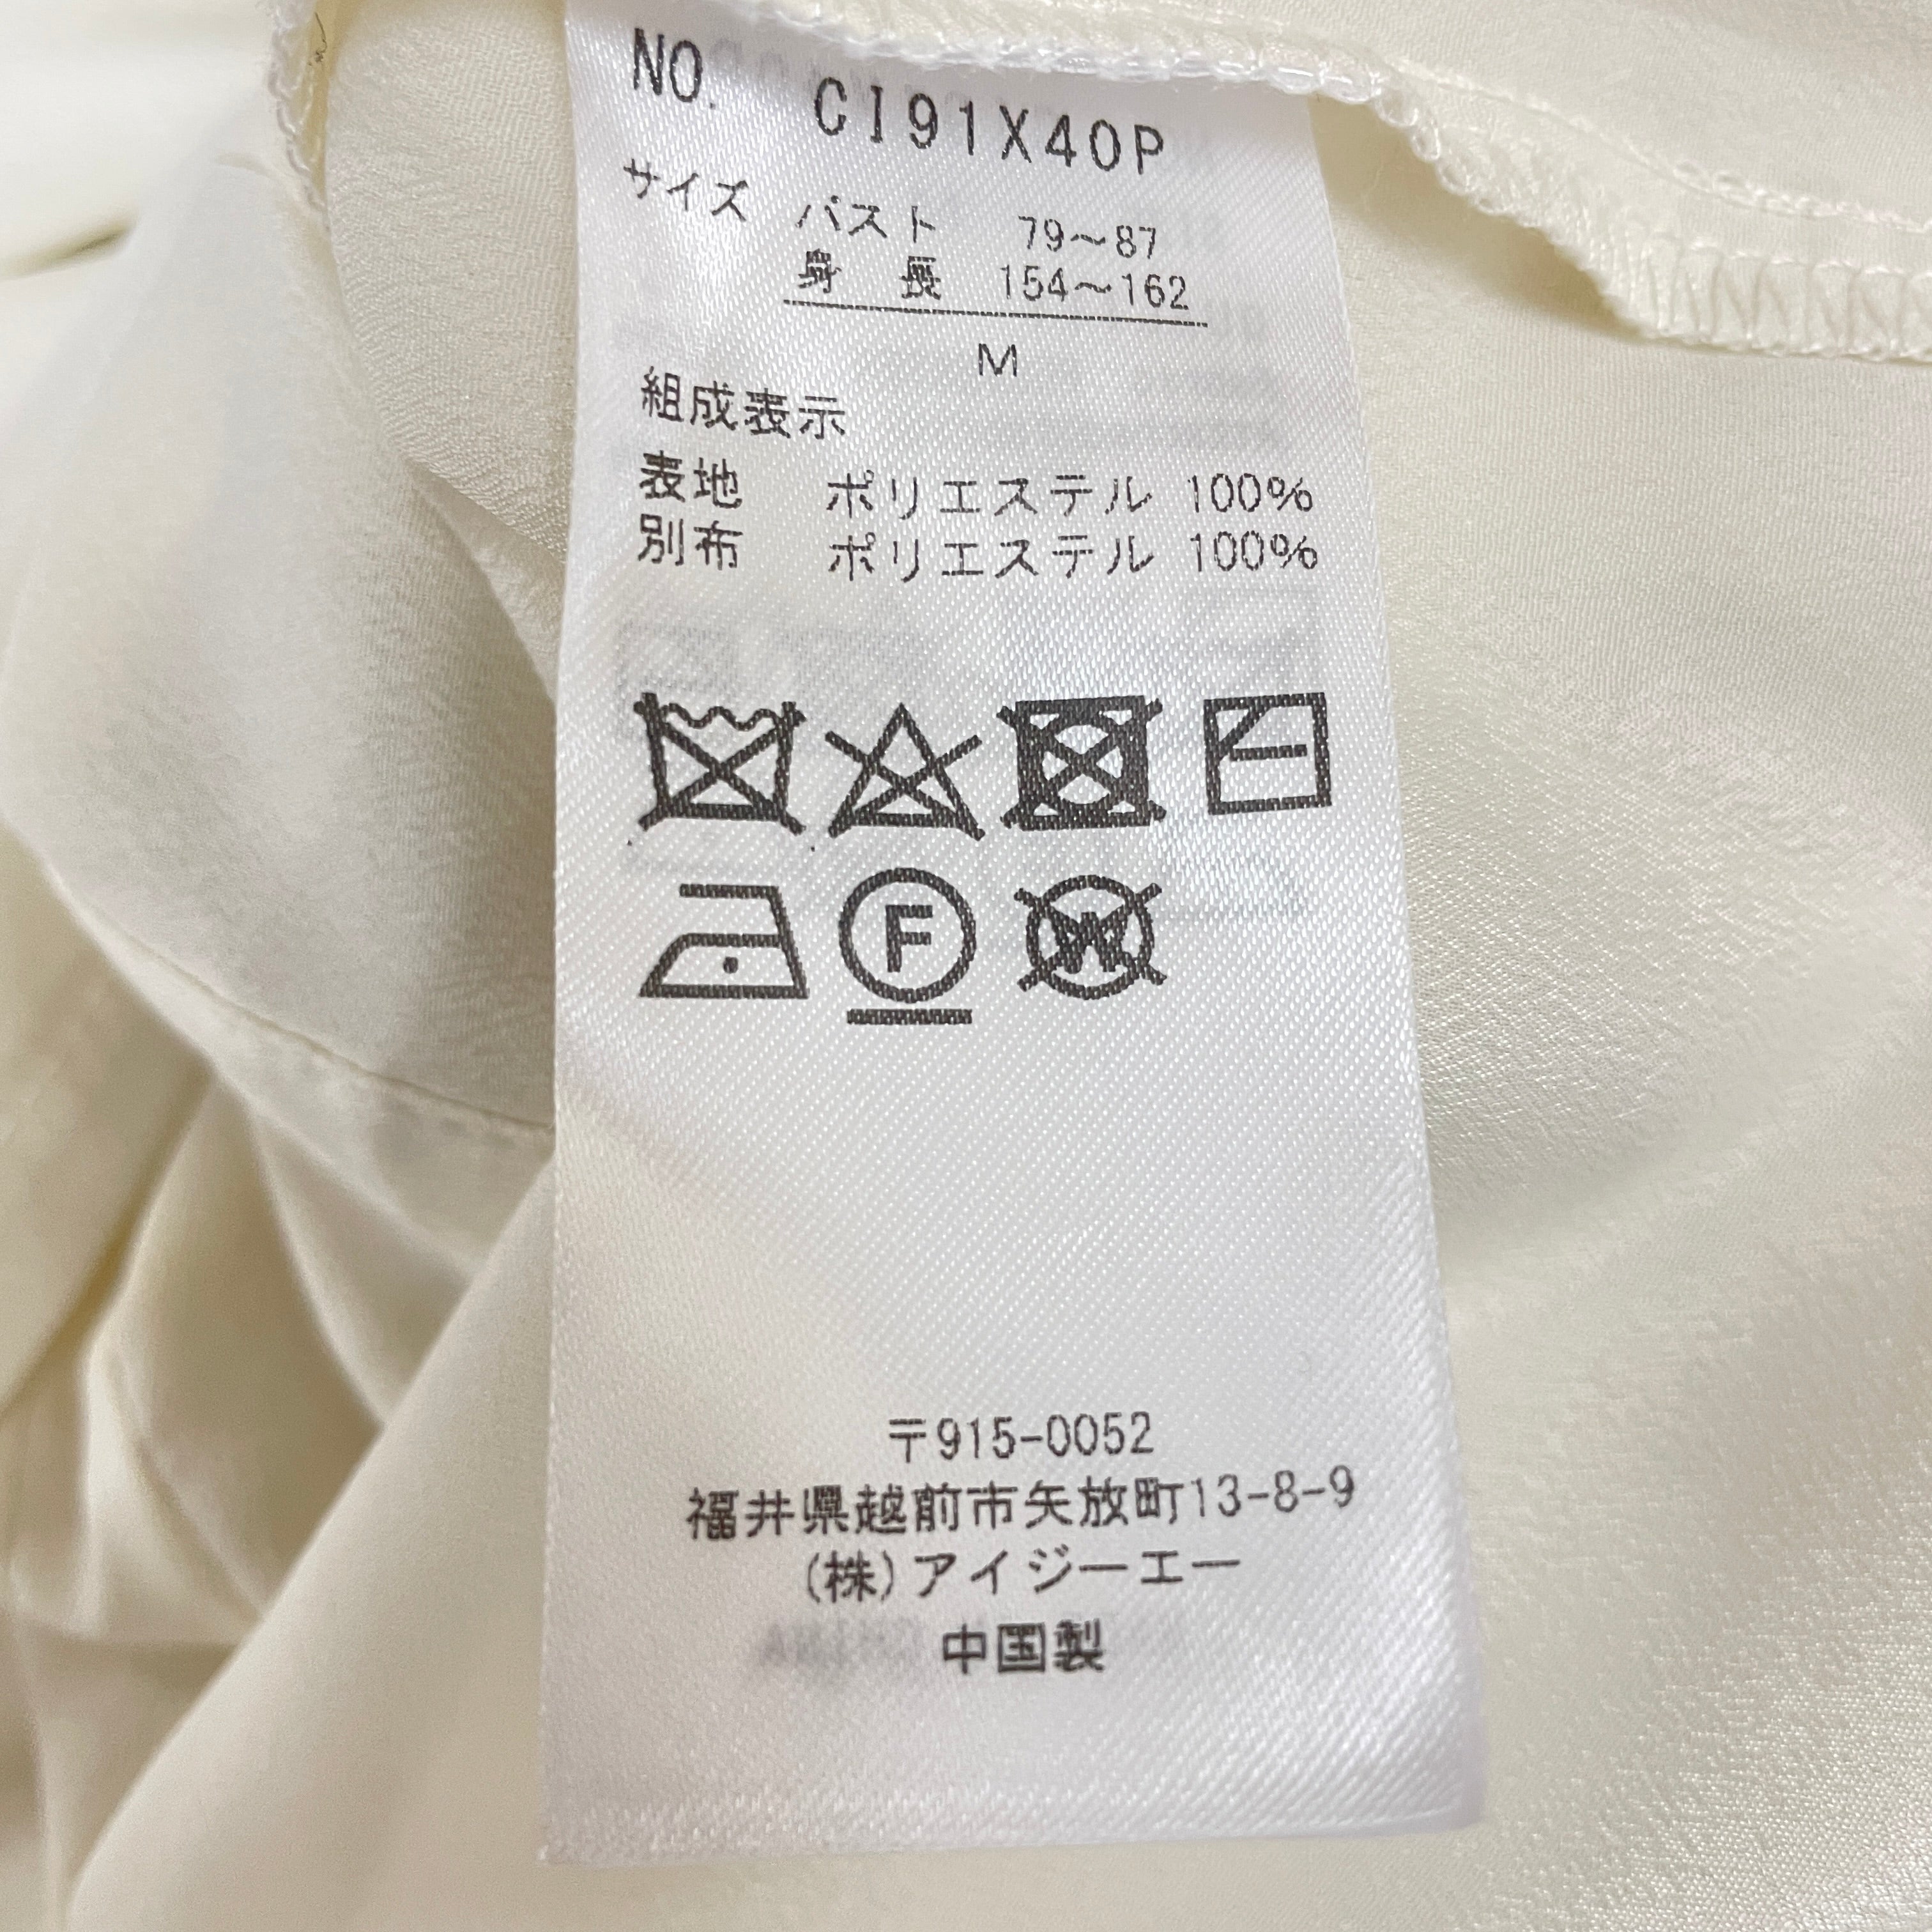 NO. CI91X40P
サイズ バスト 79～87
身 長 154～162
M
組成表示
表地 ポリエステル 100%
別布 ポリエステル 100%
F W
〒915-0052
福井県越前市矢放町13-8-9
(株)アイジーエー
中国製